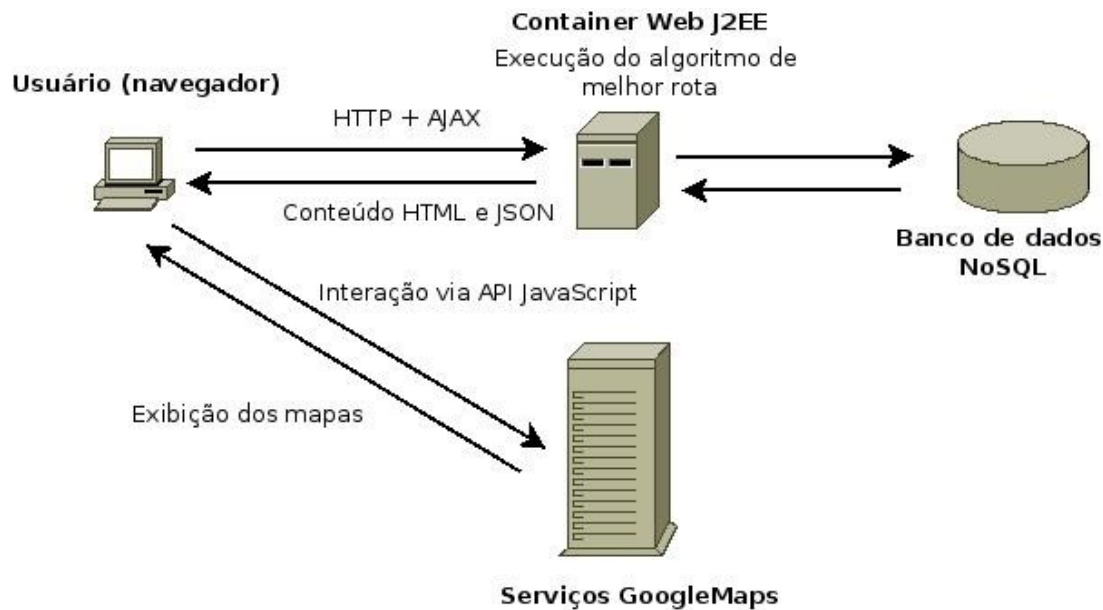 Container Web J2EE
Execução do algoritmo de
melhor rota
Usuário (navegador)
HTTP + AJAX
Conteúdo HTML e JSON
Banco de dados
NoSQL
Interação via API JavaScript
Exibição dos mapas
Serviços GoogleMaps